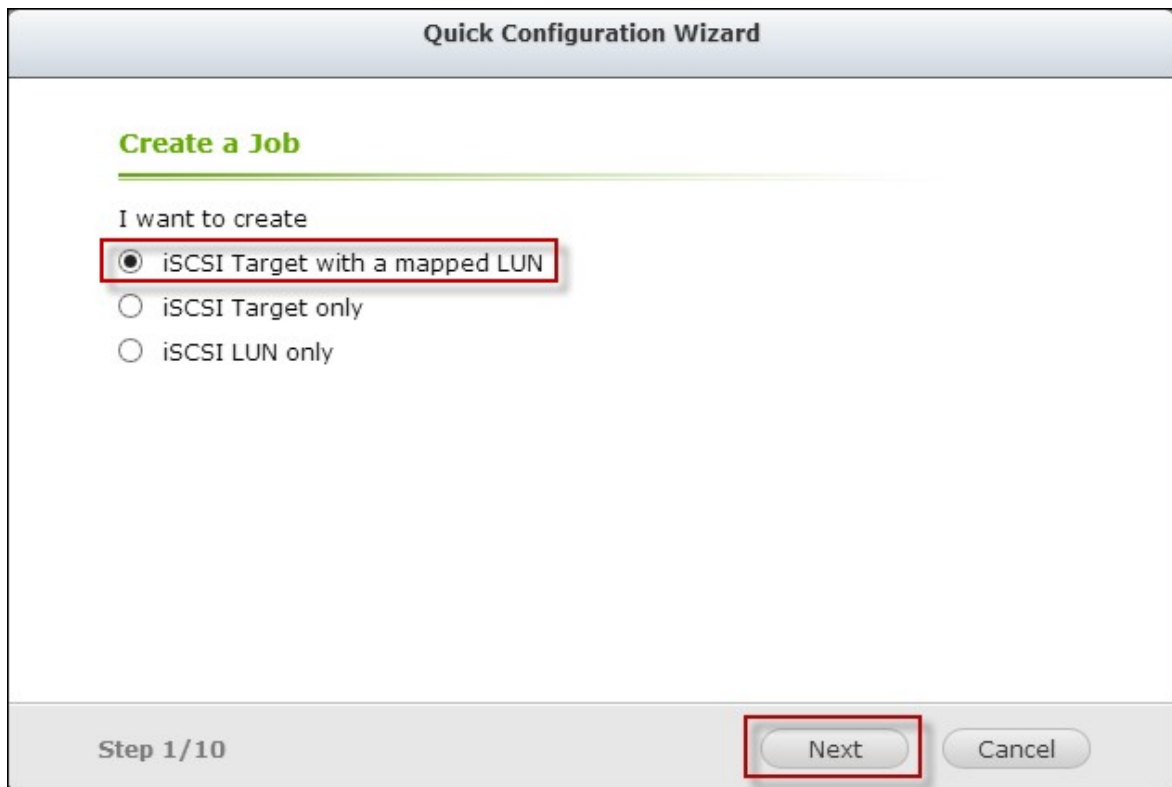 Quick Configuration Wizard
Create a Job
I want to create
iSCSI Target with a mapped LUN
iSCSI Target only
iSCSI LUN only
Step 1/10
Next
Cancel